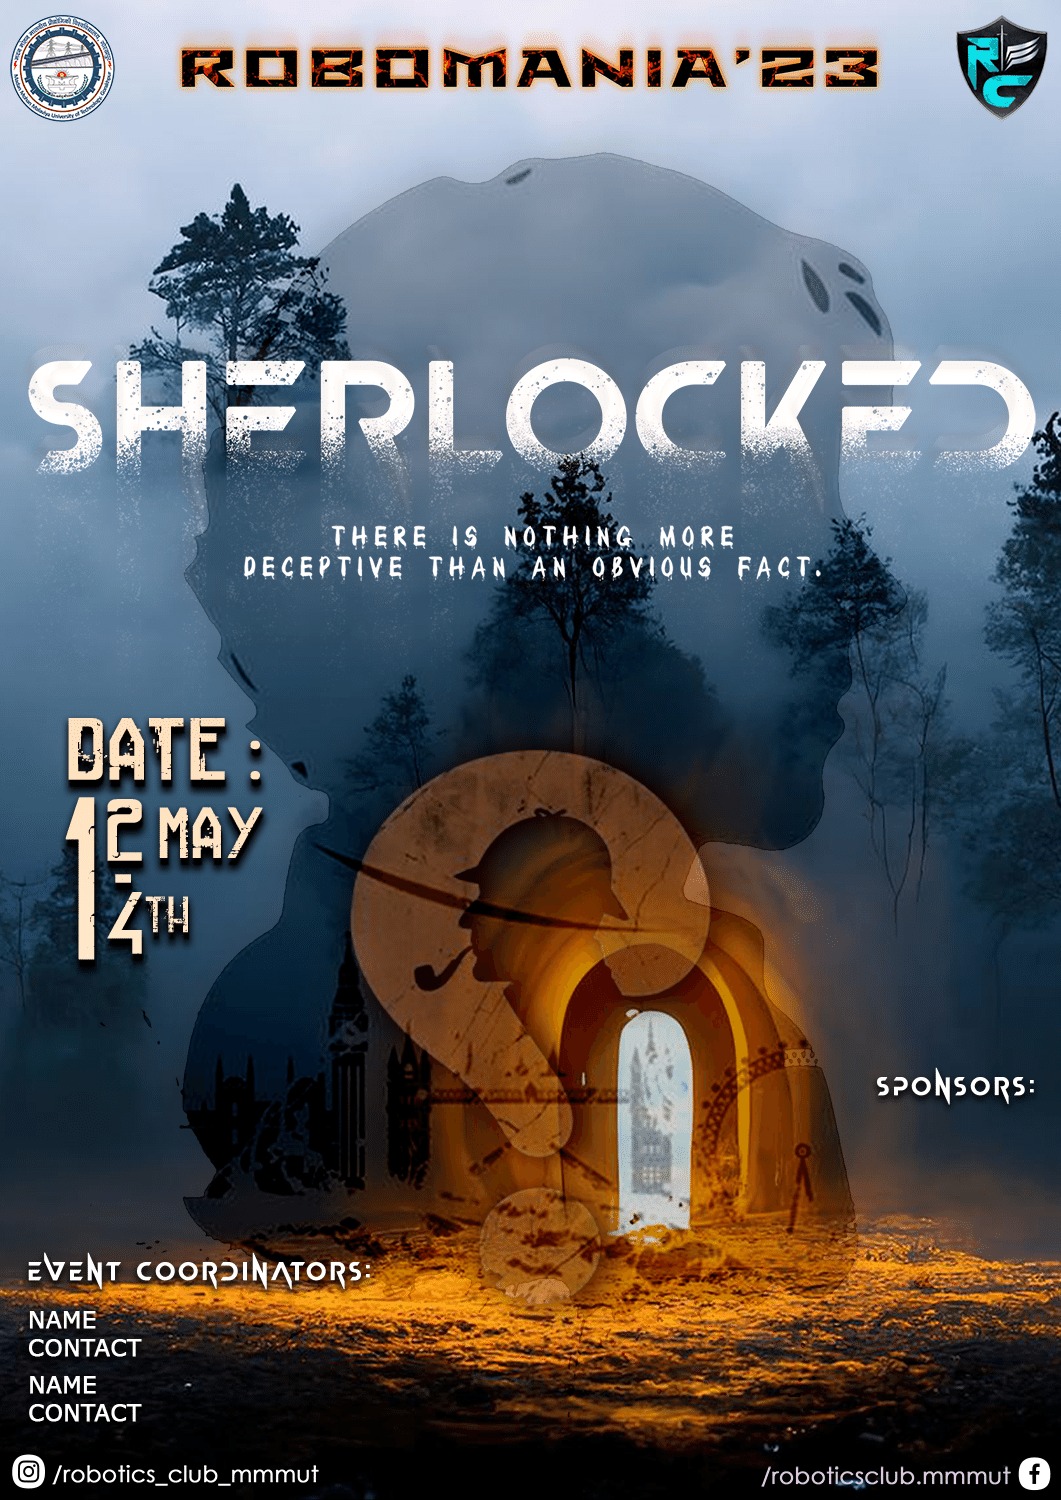 ROBOMANIA'23
RC
SHERLOCKED
THERE IS NOTHING MORE
DECEPTIVE THAN AN OBVIOUS FACT.
DATE :
12 MAY
-
14TH
SPONSORS:
EVENT COORDINATORS:
NAME
CONTACT
NAME
CONTACT
/robotics_club_mmmut
/roboticsclub.mmmut